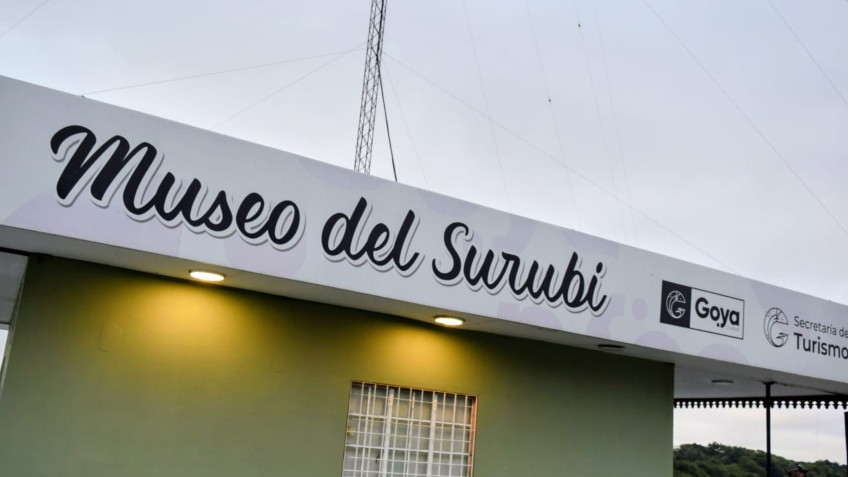 Museo del Surubi
Goya
Secretaría de
Turismo